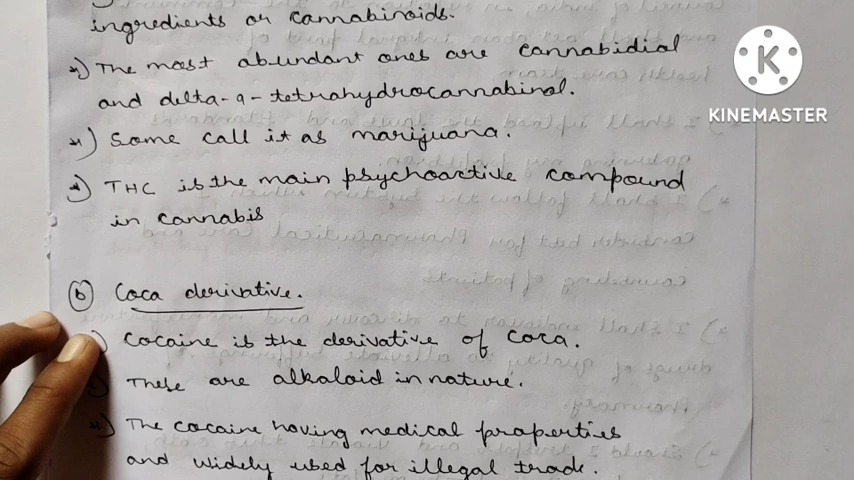 ingredients or cannabinoids.
*) The most abundant ones are cannabidial
and delta-9-tetrahydrocannabinol.
*) Some call it as marijuana.
*) THC is the main psychoactive compound
in cannabis
(b) Coca derivative.
Cocaine is the derivative of coca.
These are alkaloid in nature.
*) The cocaine having medical properties
and widely used for illegal trade.
K
KINEMASTER